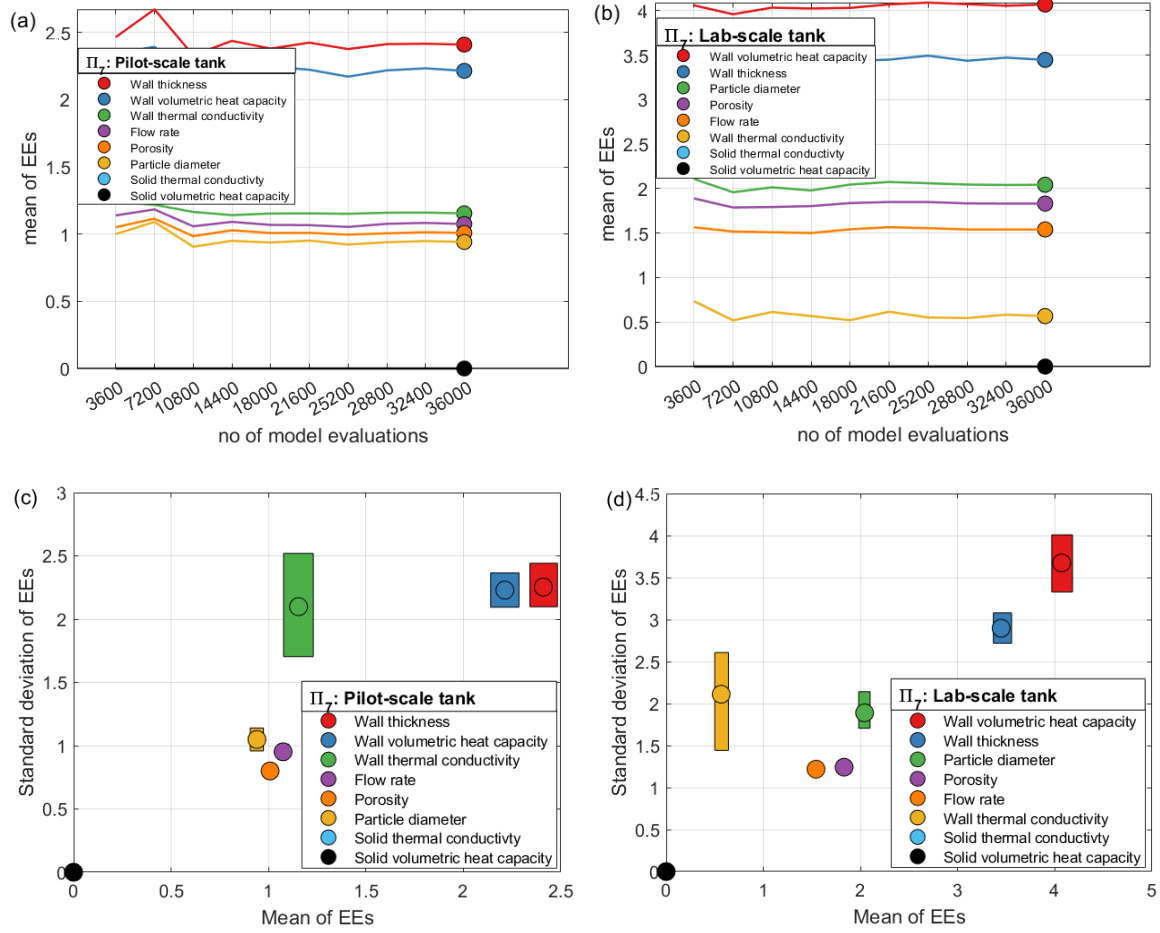 (a)
mean of EEs
2.5
2
1.5
1
0.5
0
Π7: Pilot-scale tank
Wall thickness
Wall volumetric heat capacity
Wall thermal conductivity
Flow rate
Porosity
Particle diameter
Solid thermal conductivty
Solid volumetric heat capacity
3600
7200
10800
14400
18000
21600
25200
28800
32400
36000
no of model evaluations
(b)
mean of EEs
4
3.5
3
2.5
2
1.5
1
0.5
0
Π7: Lab-scale tank
Wall volumetric heat capacity
Wall thickness
Particle diameter
Porosity
Flow rate
Wall thermal conductivity
Solid thermal conductivty
Solid volumetric heat capacity
3600
7200
10800
14400
18000
21600
25200
28800
32400
36000
no of model evaluations
(c)
Standard deviation of EEs
3
2.5
2
1.5
1
0.5
0
Π7: Pilot-scale tank
Wall thickness
Wall volumetric heat capacity
Wall thermal conductivity
Flow rate
Porosity
Particle diameter
Solid thermal conductivty
Solid volumetric heat capacity
0 0.5 1 1.5 2 2.5
Mean of EEs
(d)
Standard deviation of EEs
4.5
4
3.5
3
2.5
2
1.5
1
0.5
0
Π7: Lab-scale tank
Wall volumetric heat capacity
Wall thickness
Particle diameter
Porosity
Flow rate
Wall thermal conductivity
Solid thermal conductivty
Solid volumetric heat capacity
0 1 2 3 4 5
Mean of EEs